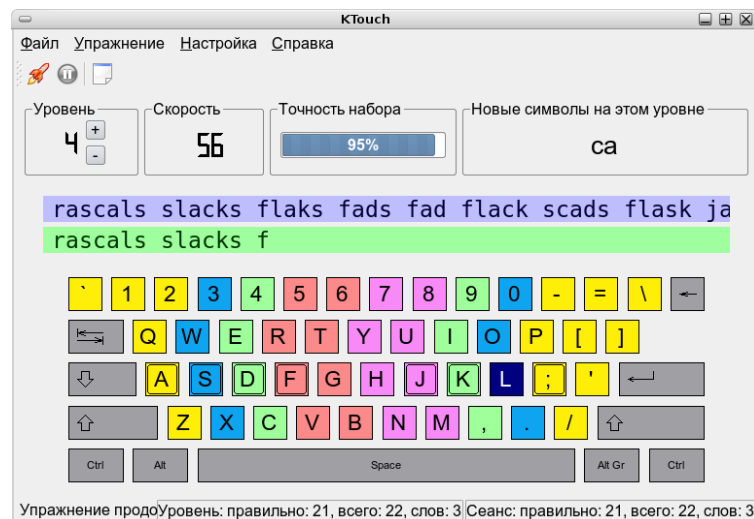 KTouch
Файл Упражнение Настройка Справка
Уровень Скорость Точность набора Новые символы на этом уровне
4 + - 56 95% ca
rascals slacks flaks fads fad flack scads flask ja
rascals slacks f
` 1 2 3 4 5 6 7 8 9 0 - = \
Q W E R T Y U I O P [ ]
A S D F G H J K L ; '
Z X C V B N M , . /
Ctrl Alt Space Alt Gr Ctrl
Упражнение продо Уровень: правильно: 21, всего: 22, слов: 3 Сеанс: правильно: 21, всего: 22, слов: 3